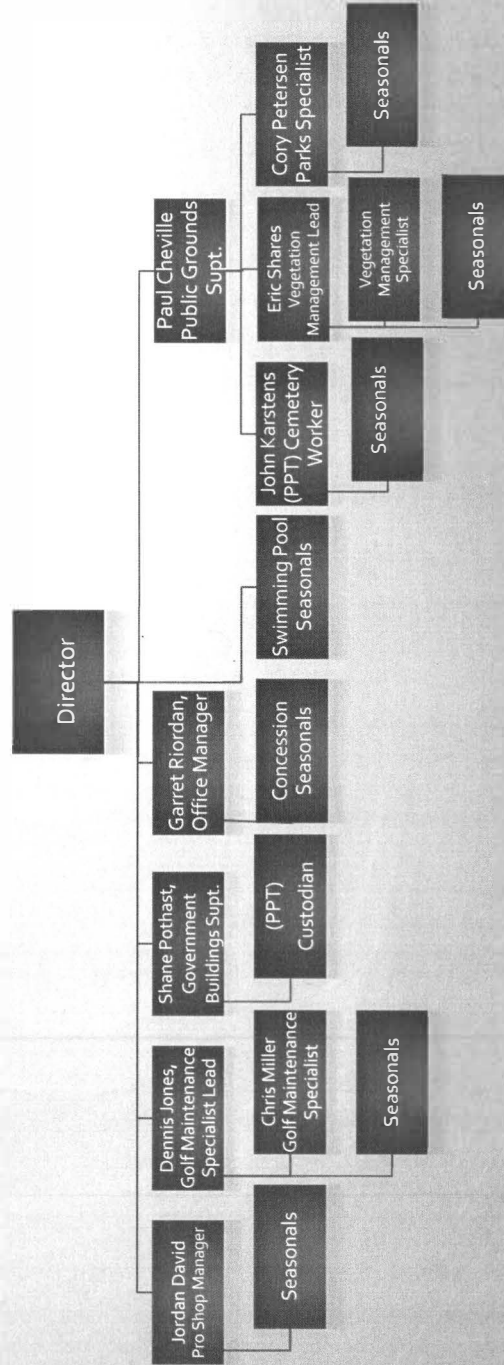 Director
Jordan David
Pro Shop Manager
Seasonals
Dennis Jones,
Golf Maintenance
Specialist Lead
Chris Miller
Golf Maintenance
Specialist
Seasonals
Shane Pothast,
Government
Buildings Supt.
(PPT)
Custodian
Garret Riordan,
Office Manager
Concession
Seasonals
Swimming Pool
Seasonals
Paul Cheville
Public Grounds
Supt.
John Karstens
(PPT) Cemetery
Worker
Seasonals
Eric Shares
Vegetation
Management Lead
Vegetation
Management
Specialist
Seasonals
Cory Petersen
Parks Specialist
Seasonals